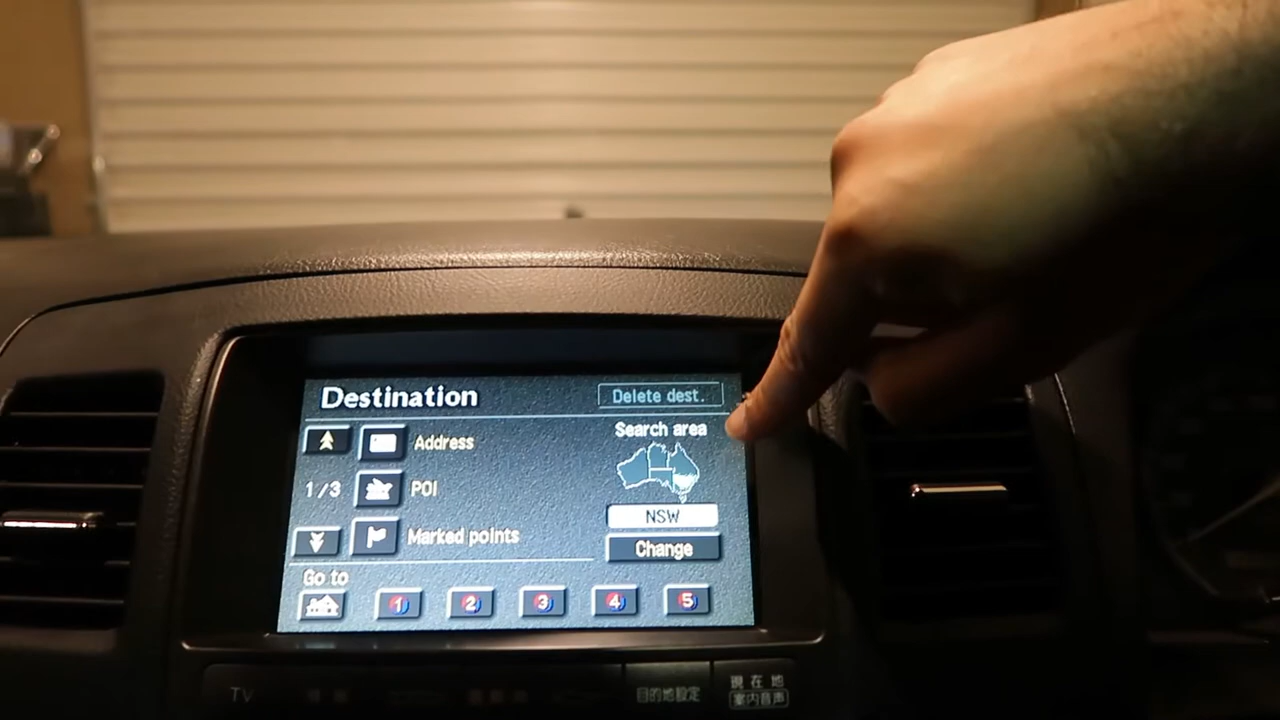 Destination
Delete dest.
Address
Search area
1/3
POI
NSW
Marked points
Change
Go to
1
2
3
4
5
TV
目的地設定
現在地
案内音声